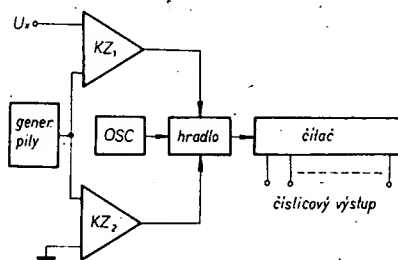 Uₓ
KZ₁
gener.
pily
OSC
hradlo
čítač
číslicový výstup
KZ₂